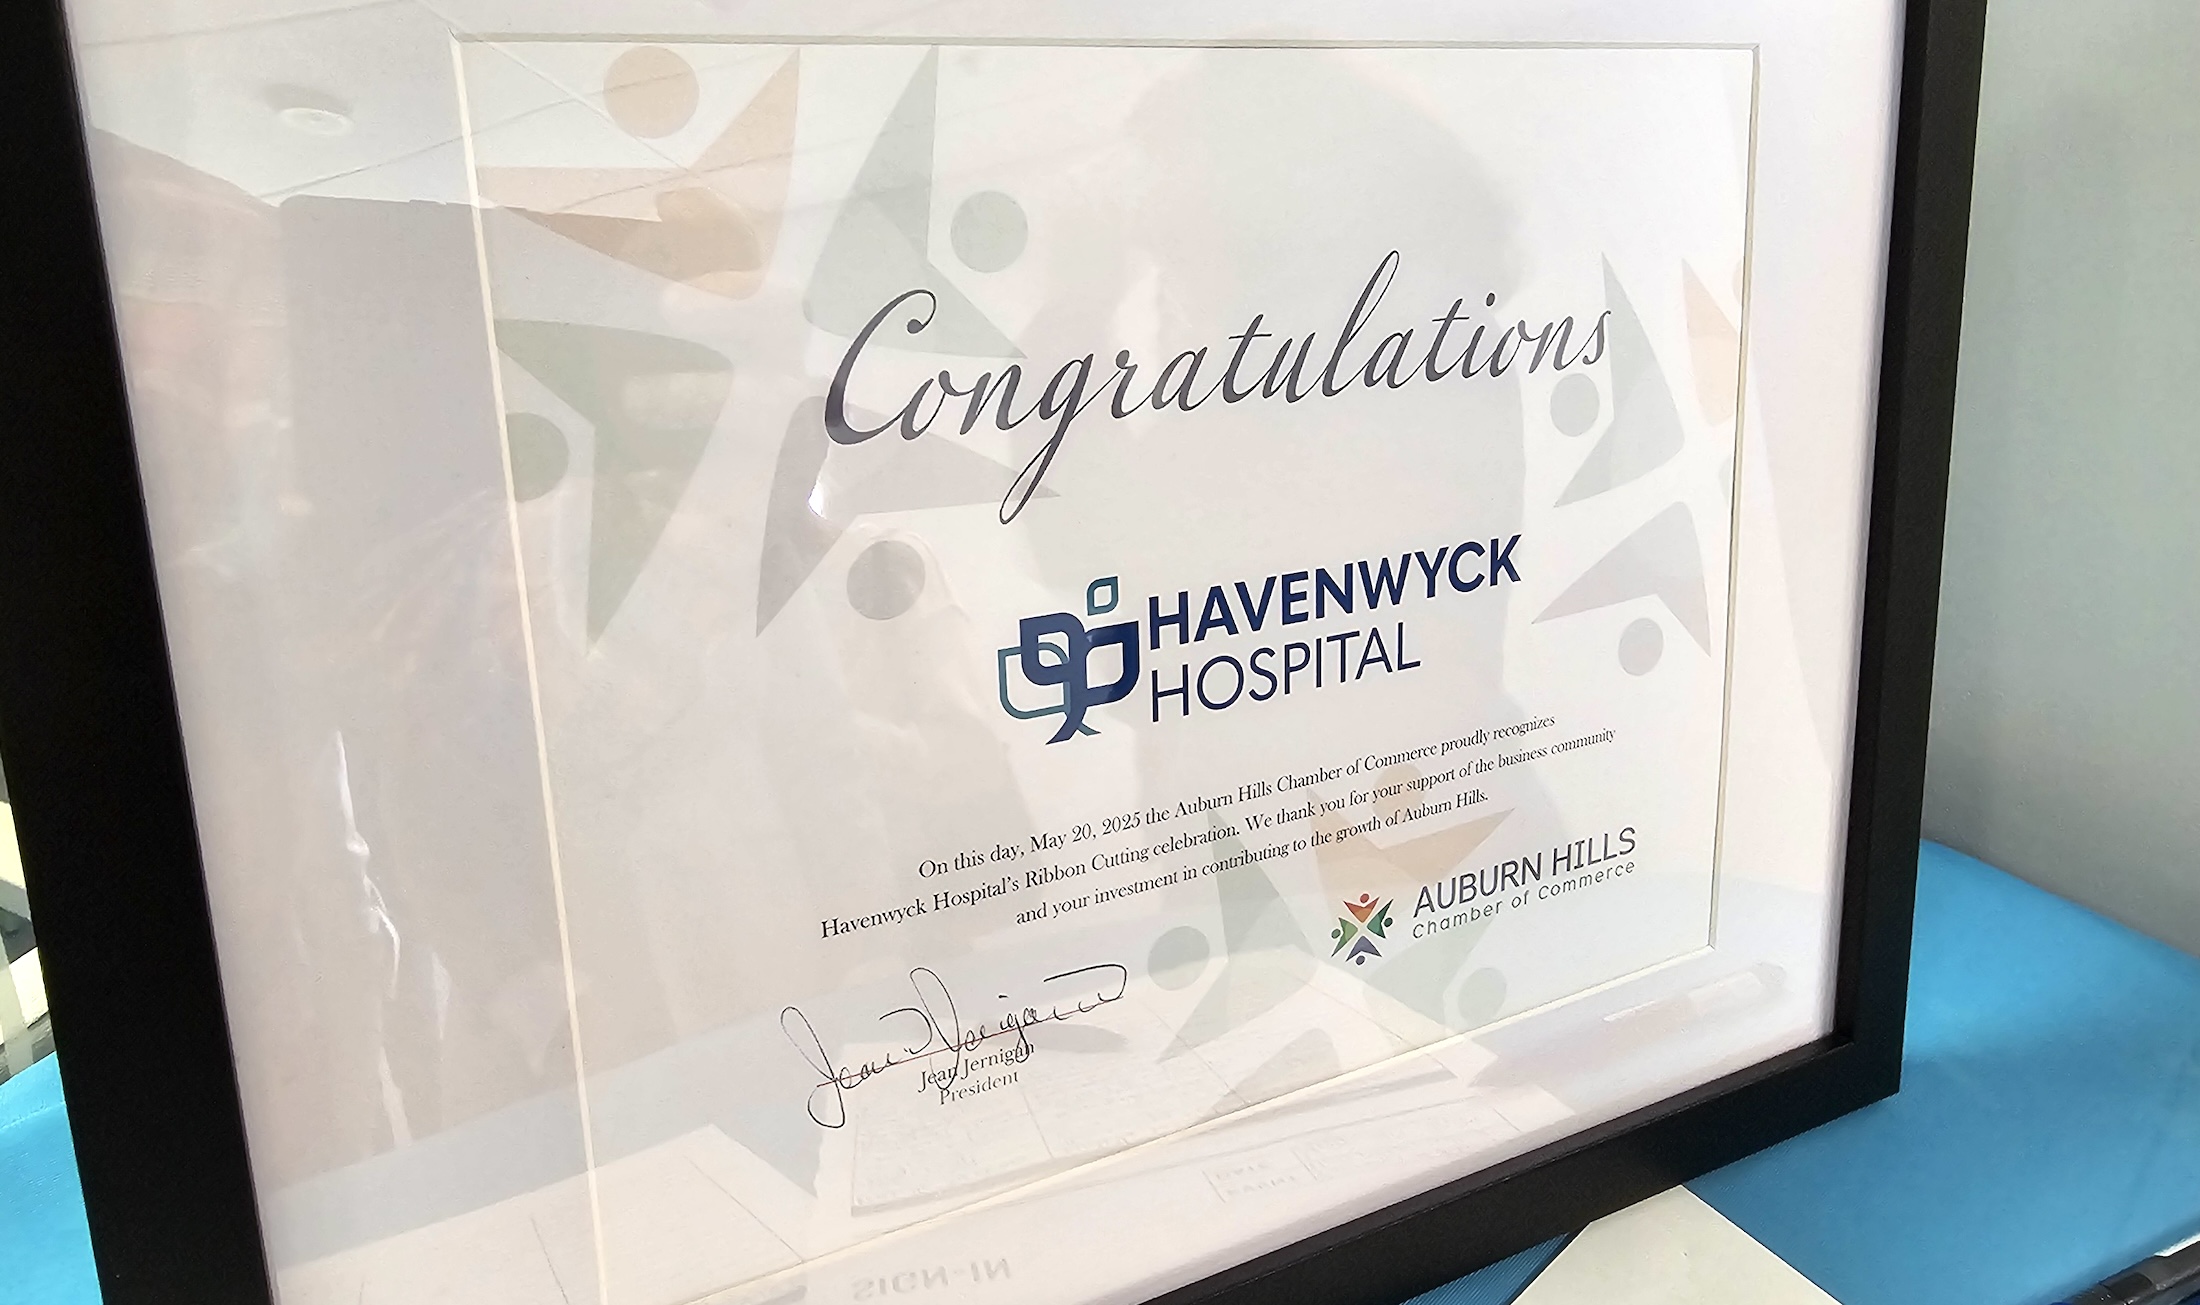 Congratulations
HAVENWYCK
HOSPITAL
On this day, May 20, 2025 the Auburn Hills Chamber of Commerce proudly recognizes
Havenwyck Hospital's Ribbon Cutting celebration. We thank you for your support of the business community
and your investment in contributing to the growth of Auburn Hills.
AUBURN HILLS
Chamber of Commerce
Jean Jernigan
Jean Jernigan
President
SIGN-IN